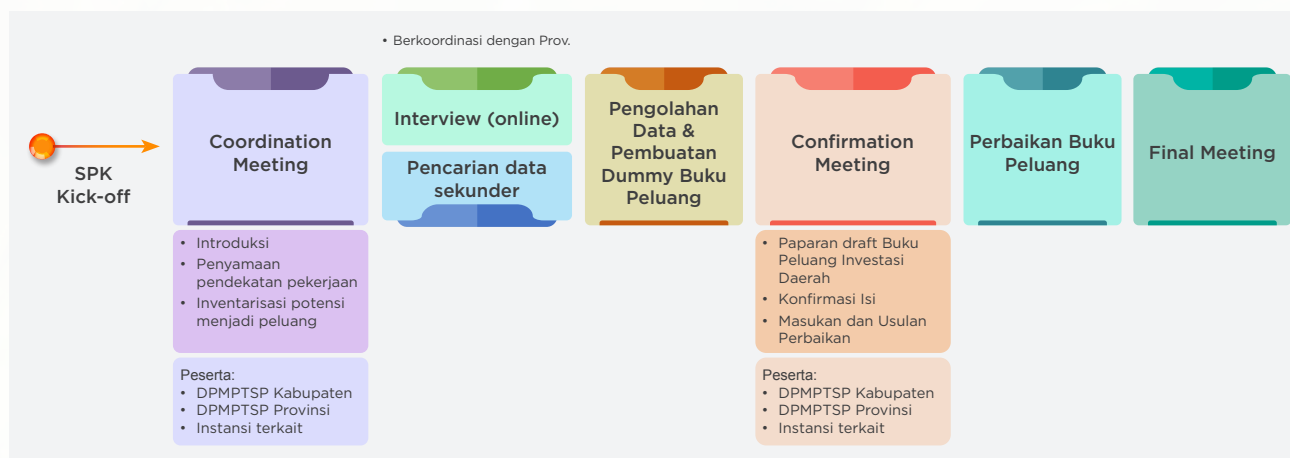 • Berkoordinasi dengan Prov.
SPK
Kick-off
Coordination
Meeting
• Introduksi
• Penyamaan
pendekatan pekerjaan
• Inventarisasi potensi
menjadi peluang
Peserta:
• DPMPTSP Kabupaten
• DPMPTSP Provinsi
• Instansi terkait
Interview (online)
Pencarian data
sekunder
Pengolahan
Data &
Pembuatan
Dummy Buku
Peluang
Confirmation
Meeting
• Paparan draft Buku
Peluang Investasi
Daerah
• Konfirmasi Isi
• Masukan dan Usulan
Perbaikan
Peserta:
• DPMPTSP Kabupaten
• DPMPTSP Provinsi
• Instansi terkait
Perbaikan Buku
Peluang
Final Meeting